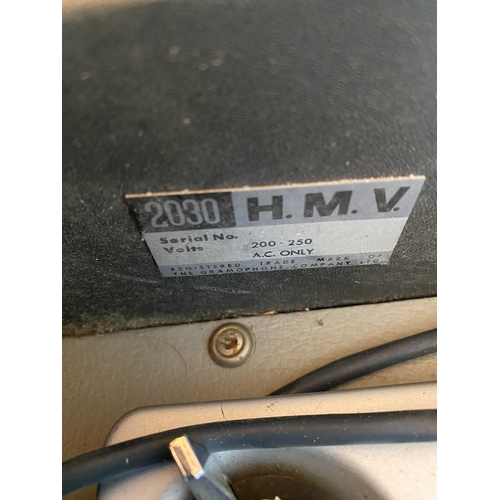 2030 H. M. V.
Serial No.
Volts 200 - 250
A.C. ONLY
REGISTERED TRADE MARK OF
THE GRAMOPHONE COMPANY LTD.